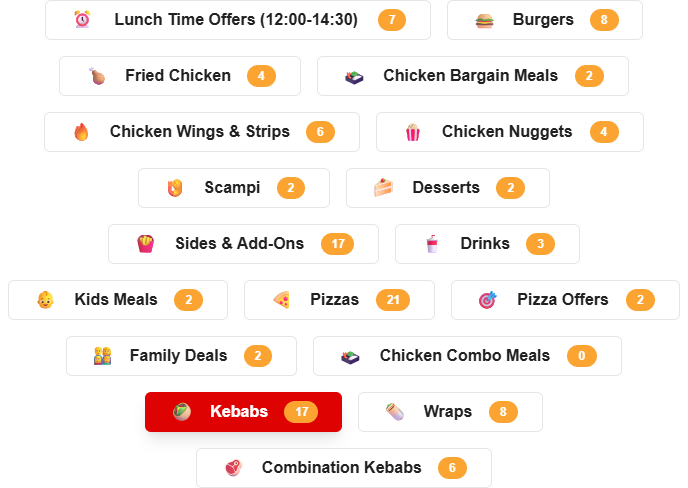 Lunch Time Offers (12:00-14:30) 7 Burgers 8
Fried Chicken 4 Chicken Bargain Meals 2
Chicken Wings & Strips 6 Chicken Nuggets 4
Scampi 2 Desserts 2
Sides & Add-Ons 17 Drinks 3
Kids Meals 2 Pizzas 21 Pizza Offers 2
Family Deals 2 Chicken Combo Meals 0
Kebabs 17 Wraps 8
Combination Kebabs 6